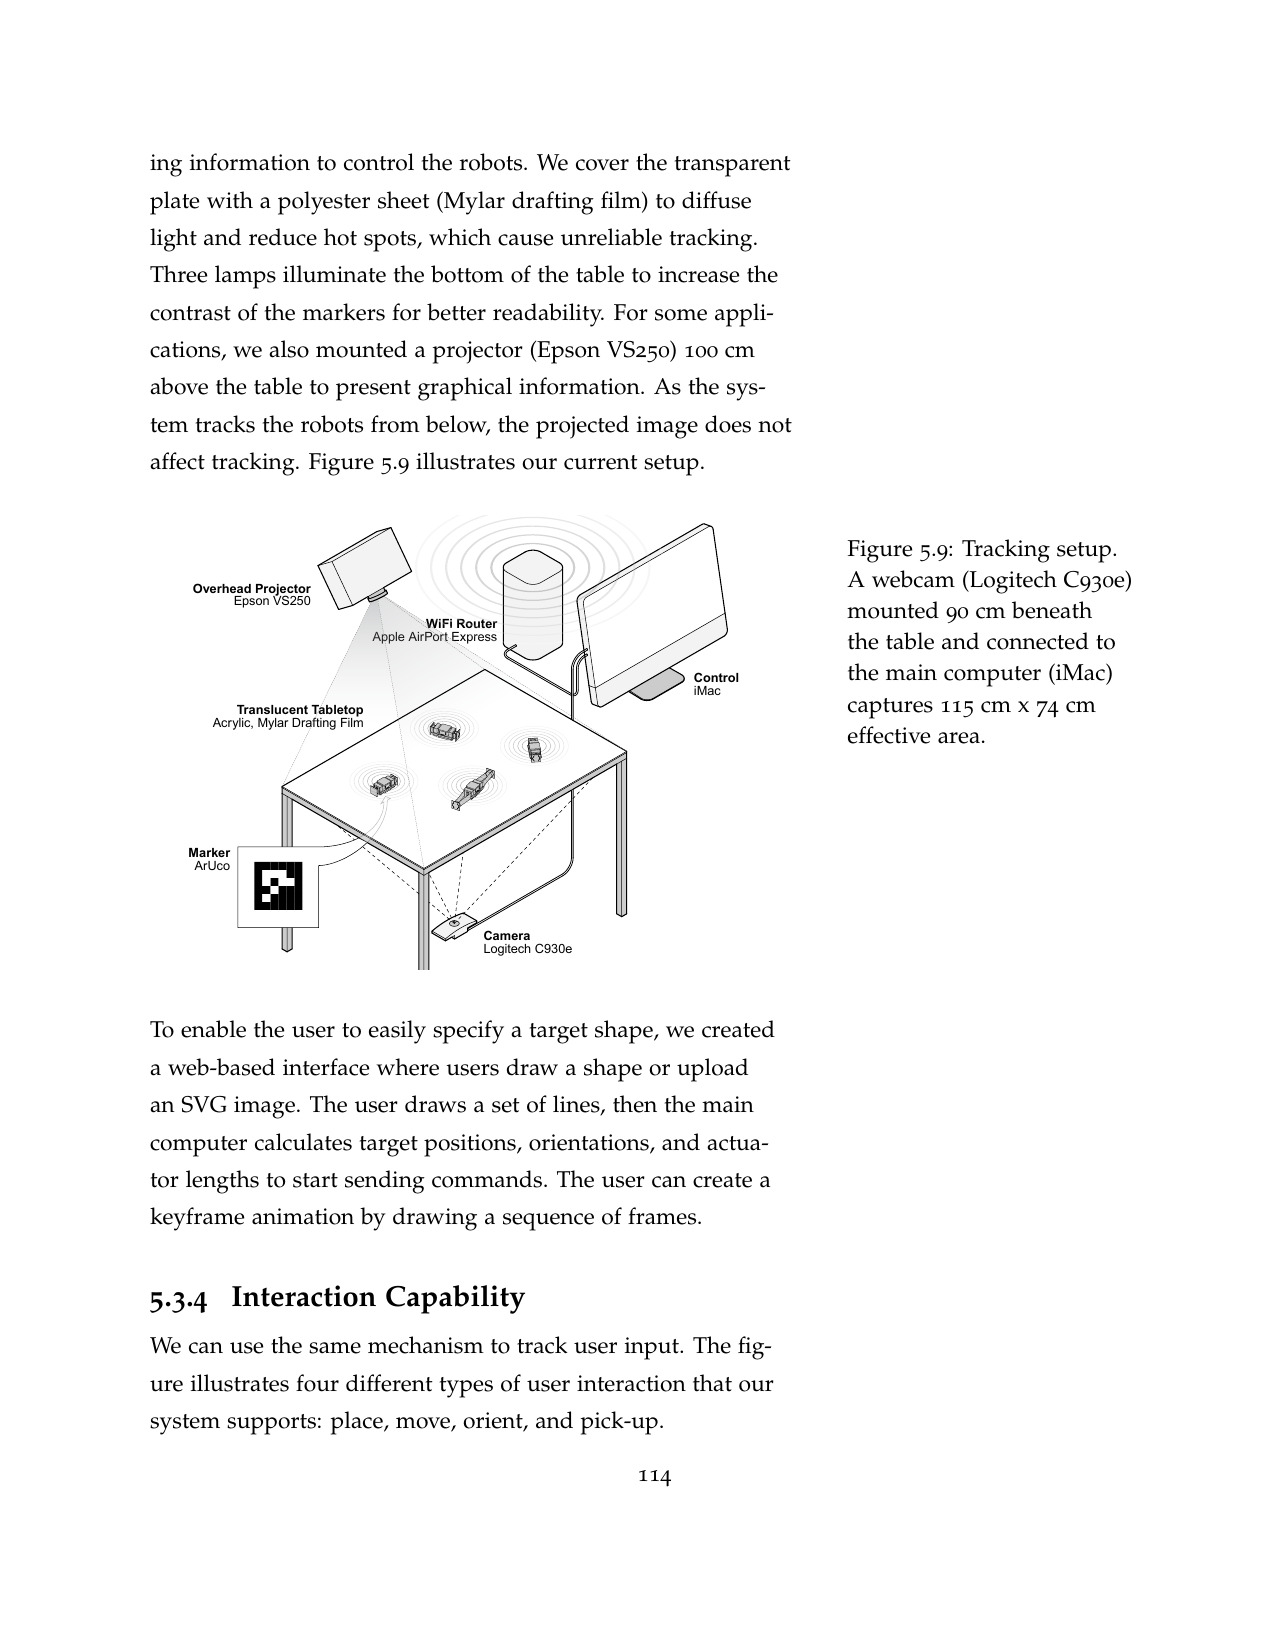 ing information to control the robots. We cover the transparent
plate with a polyester sheet (Mylar drafting film) to diffuse
light and reduce hot spots, which cause unreliable tracking.
Three lamps illuminate the bottom of the table to increase the
contrast of the markers for better readability. For some appli-
cations, we also mounted a projector (Epson VS250) 100 cm
above the table to present graphical information. As the sys-
tem tracks the robots from below, the projected image does not
affect tracking. Figure 5.9 illustrates our current setup.
Overhead Projector
Epson VS250
WiFi Router
Apple AirPort Express
Control
iMac
Translucent Tabletop
Acrylic, Mylar Drafting Film
Marker
ArUco
Camera
Logitech C930e
Figure 5.9: Tracking setup.
A webcam (Logitech C930e)
mounted 90 cm beneath
the table and connected to
the main computer (iMac)
captures 115 cm x 74 cm
effective area.
To enable the user to easily specify a target shape, we created
a web-based interface where users draw a shape or upload
an SVG image. The user draws a set of lines, then the main
computer calculates target positions, orientations, and actua-
tor lengths to start sending commands. The user can create a
keyframe animation by drawing a sequence of frames.
5.3.4 Interaction Capability
We can use the same mechanism to track user input. The fig-
ure illustrates four different types of user interaction that our
system supports: place, move, orient, and pick-up.
114